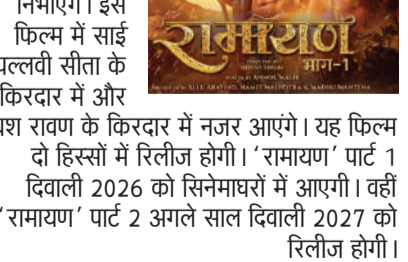 निभाएंगे। इस
फिल्म में साई
पल्लवी सीता के
किरदार में और
यश रावण के किरदार में नजर आएंगे। यह फिल्म
दो हिस्सों में रिलीज होगी। ‘रामायण’ पार्ट 1
दिवाली 2026 को सिनेमाघरों में आएगी। वहीं
‘रामायण’ पार्ट 2 अगले साल दिवाली 2027 को
रिलीज होगी।
रामायण
भाग-1